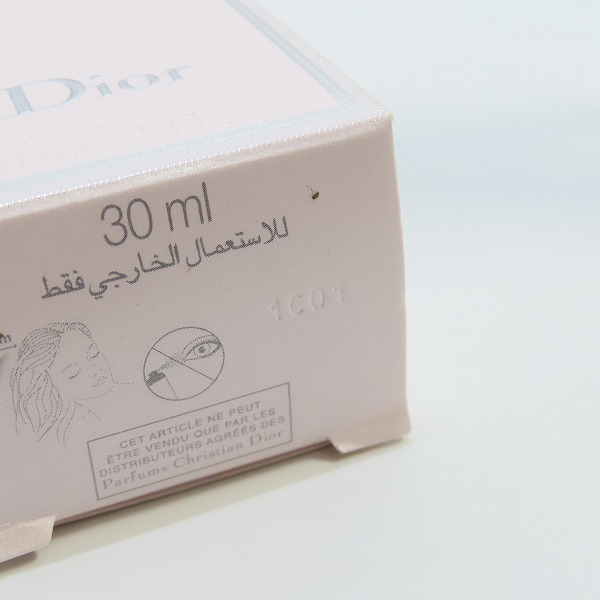 Dior
30 ml
للاستعمال الخارجي فقط
1C01
CET ARTICLE NE PEUT
ÊTRE VENDU QUE PAR LES
DISTRIBUTEURS AGRÉÉS DES
Parfums Christian Dior